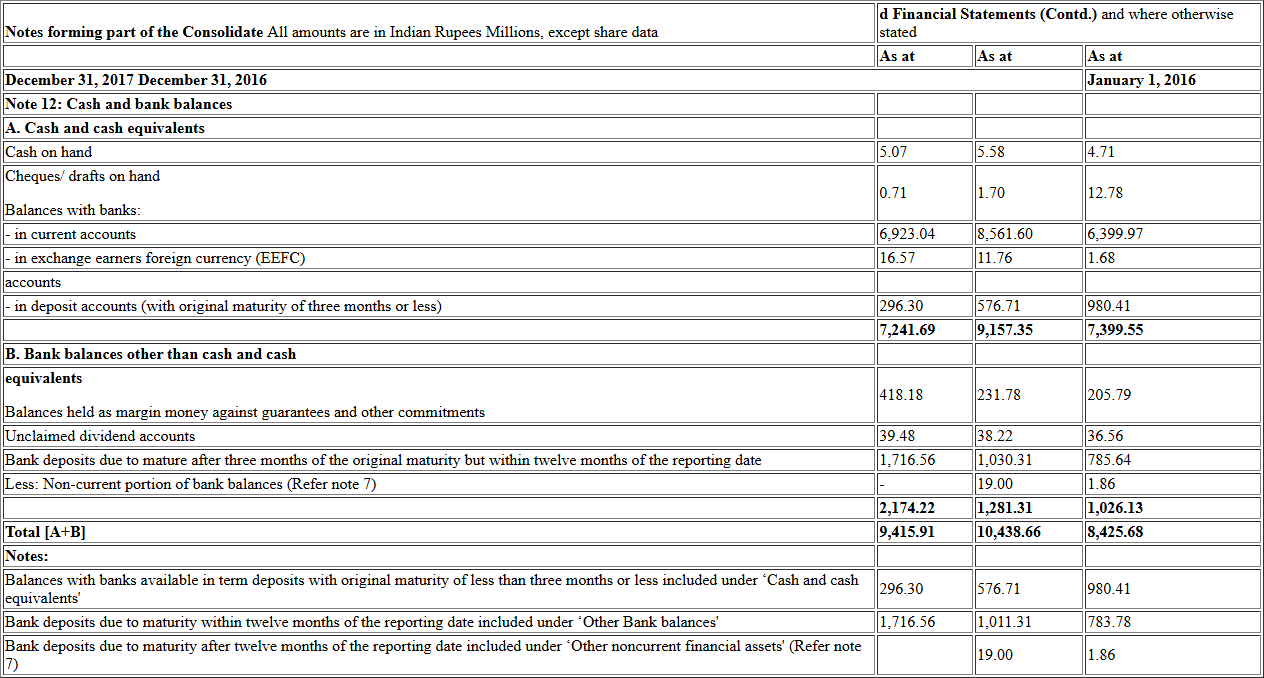 Notes forming part of the Consolidate All amounts are in Indian Rupees Millions, except share data d Financial Statements (Contd.) and where otherwise
stated
As at As at As at
December 31, 2017 December 31, 2016 January 1, 2016
Note 12: Cash and bank balances
A. Cash and cash equivalents
Cash on hand 5.07 5.58 4.71
Cheques/ drafts on hand
0.71 1.70 12.78
Balances with banks:
- in current accounts 6,923.04 8,561.60 6,399.97
- in exchange earners foreign currency (EEFC) 16.57 11.76 1.68
accounts
- in deposit accounts (with original maturity of three months or less) 296.30 576.71 980.41
7,241.69 9,157.35 7,399.55
B. Bank balances other than cash and cash
equivalents
418.18 231.78 205.79
Balances held as margin money against guarantees and other commitments
Unclaimed dividend accounts 39.48 38.22 36.56
Bank deposits due to mature after three months of the original maturity but within twelve months of the reporting date 1,716.56 1,030.31 785.64
Less: Non-current portion of bank balances (Refer note 7) - 19.00 1.86
2,174.22 1,281.31 1,026.13
Total [A+B] 9,415.91 10,438.66 8,425.68
Notes:
Balances with banks available in term deposits with original maturity of less than three months or less included under ‘Cash and cash
equivalents' 296.30 576.71 980.41
Bank deposits due to maturity within twelve months of the reporting date included under ‘Other Bank balances' 1,716.56 1,011.31 783.78
Bank deposits due to maturity after twelve months of the reporting date included under ‘Other noncurrent financial assets' (Refer note
7) 19.00 1.86